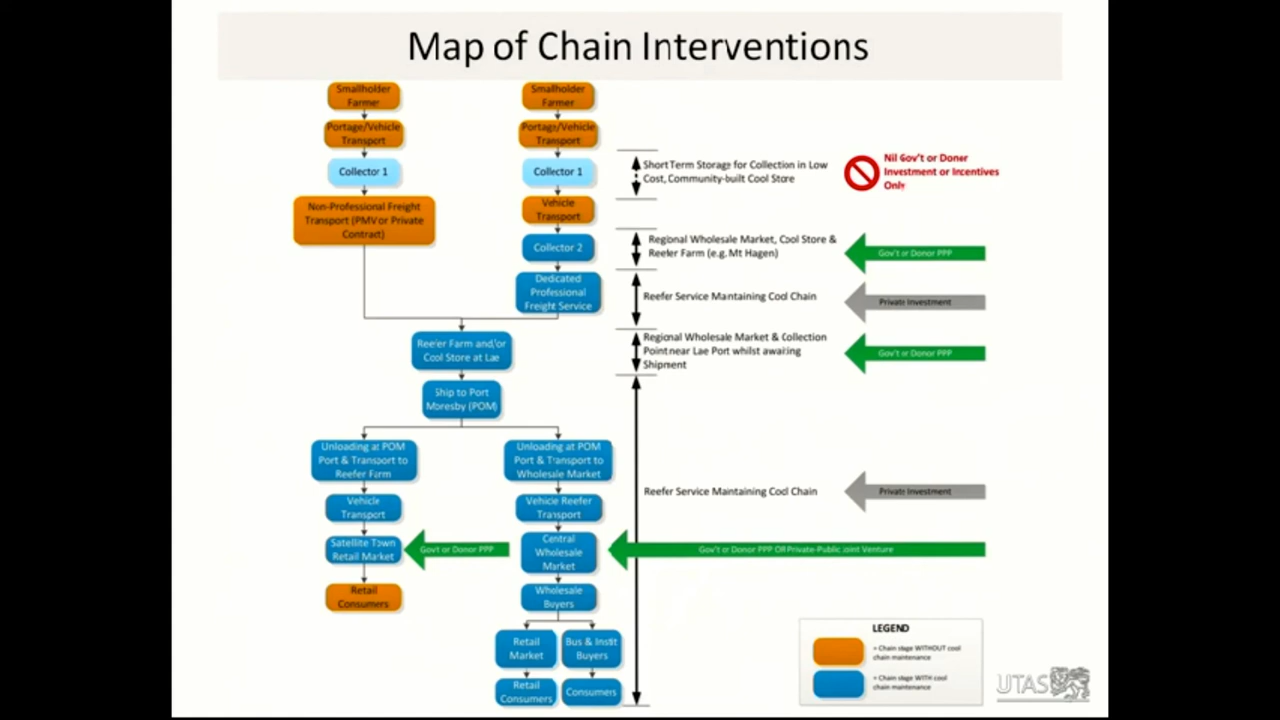 Map of Chain Interventions
Smallholder
Farmer
Portage/Vehicle
Transport
Collector 1
Non-Professional Freight
Transport (PMV or Private
Contract)
Smallholder
Farmer
Portage/Vehicle
Transport
Collector 1
Vehicle
Transport
Collector 2
Dedicated
Professional
Freight Service
Reefer Farm and/or
Cool Store at Lae
Ship to Port
Moresby (POM)
Unloading at POM
Port & Transport to
Reefer Farm
Vehicle
Transport
Satellite Town
Retail Market
Retail
Consumers
Unloading at POM
Port & Transport to
Wholesale Market
Vehicle Reefer
Transport
Central
Wholesale
Market
Wholesale
Buyers
Retail
Market
Retail
Consumers
Bus & Instit
Buyers
Consumers
Short Term Storage for Collection in Low
Cost, Community-built Cool Store
Nil Gov't or Donor
Investment or Incentives
Only
Regional Wholesale Market, Cool Store &
Reefer Farm (e.g. Mt Hagen)
Gov't or Donor PPP
Reefer Service Maintaining Cool Chain
Private Investment
Regional Wholesale Market & Collection
Point near Lae Port whilst awaiting
Shipment
Gov't or Donor PPP
Reefer Service Maintaining Cool Chain
Private Investment
Gov't or Donor PPP
Gov't or Donor PPP OR Private-Public Joint Venture
LEGEND
= Chain stage WITHOUT cool
chain maintenance
= Chain stage WITH cool
chain maintenance
UTAS